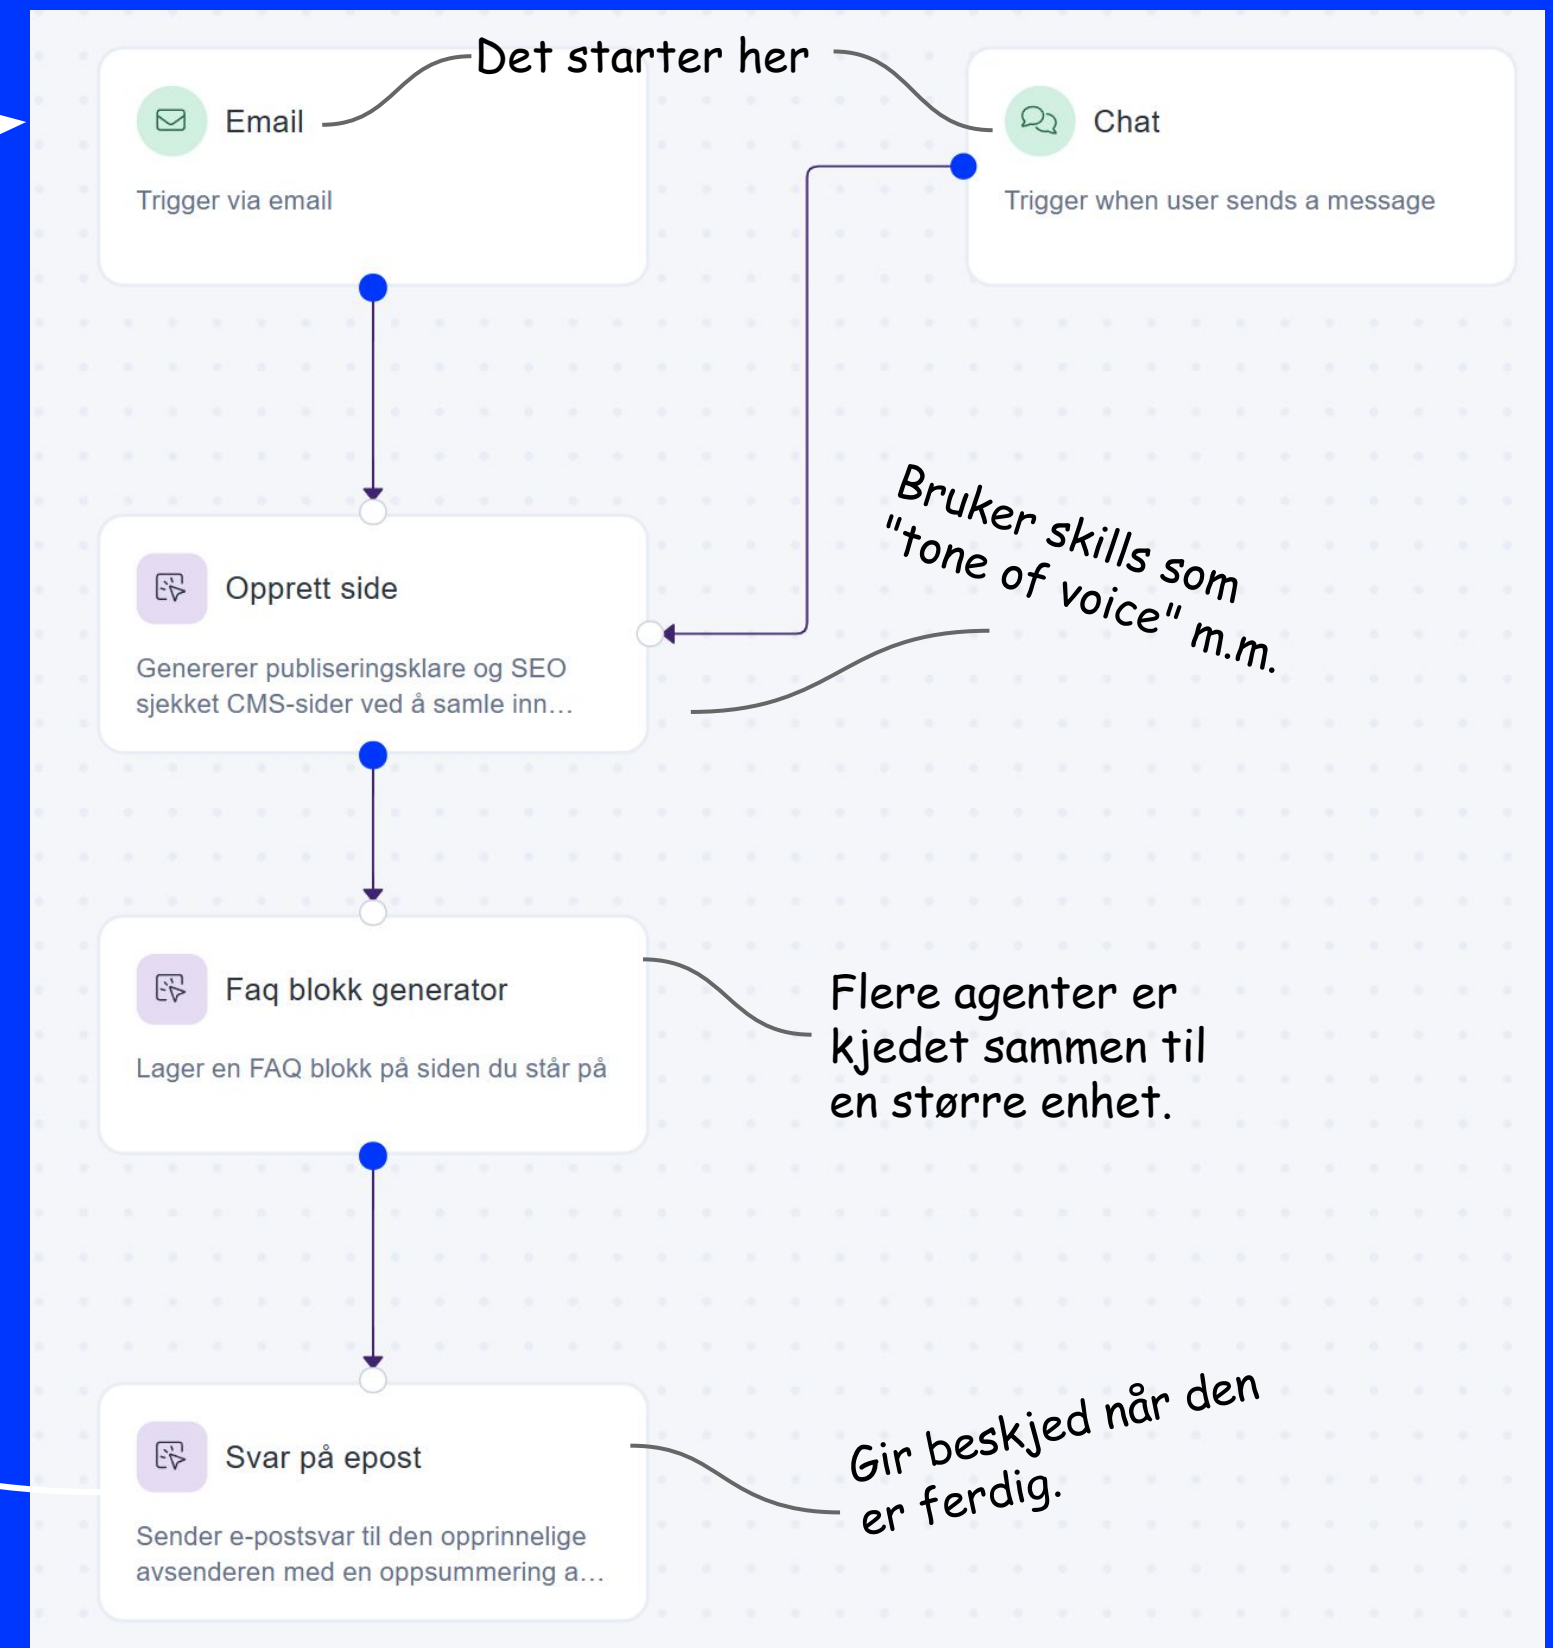 Det starter her
Email
Trigger via email
Chat
Trigger when user sends a message
Bruker skills som
"tone of voice" m.m.
Opprett side
Genererer publiseringsklare og SEO
sjekket CMS-sider ved å samle inn…
Faq blokk generator
Lager en FAQ blokk på siden du står på
Flere agenter er
kjedet sammen til
en større enhet.
Svar på epost
Sender e-postsvar til den opprinnelige
avsenderen med en oppsummering a…
Gir beskjed når den
er ferdig.